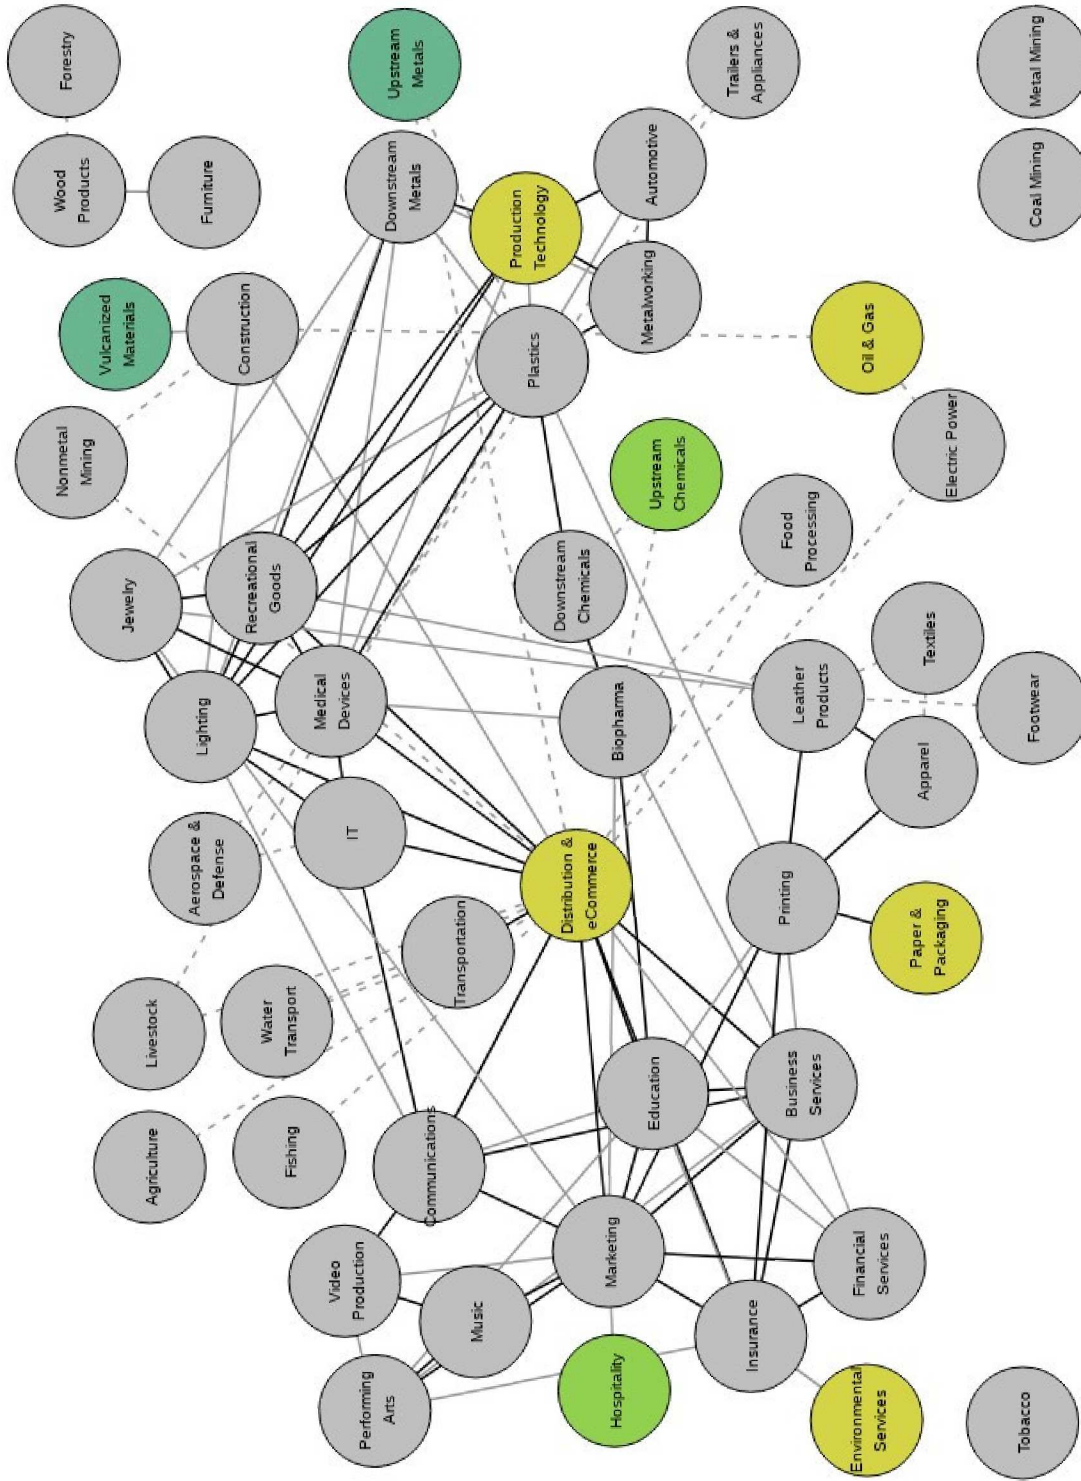 Forestry
Wood
Products
Furniture
Upstream
Metals
Downstream
Metals
Trailers &
Appliances
Automotive
Metal Mining
Coal Mining
Production
Technology
Metalworking
Vulcanized
Materials
Construction
Plastics
Oil & Gas
Nonmetal
Mining
Upstream
Chemicals
Electric Power
Food
Processing
Jewelry
Recreational
Goods
Downstream
Chemicals
Textiles
Lighting
Medical
Devices
Biopharma
Leather
Products
Footwear
Apparel
Aerospace &
Defense
IT
Distribution &
eCommerce
Printing
Paper &
Packaging
Transportation
Livestock
Water
Transport
Agriculture
Fishing
Communications
Education
Business
Services
Video
Production
Music
Marketing
Financial
Services
Insurance
Performing
Arts
Hospitality
Environmental
Services
Tobacco